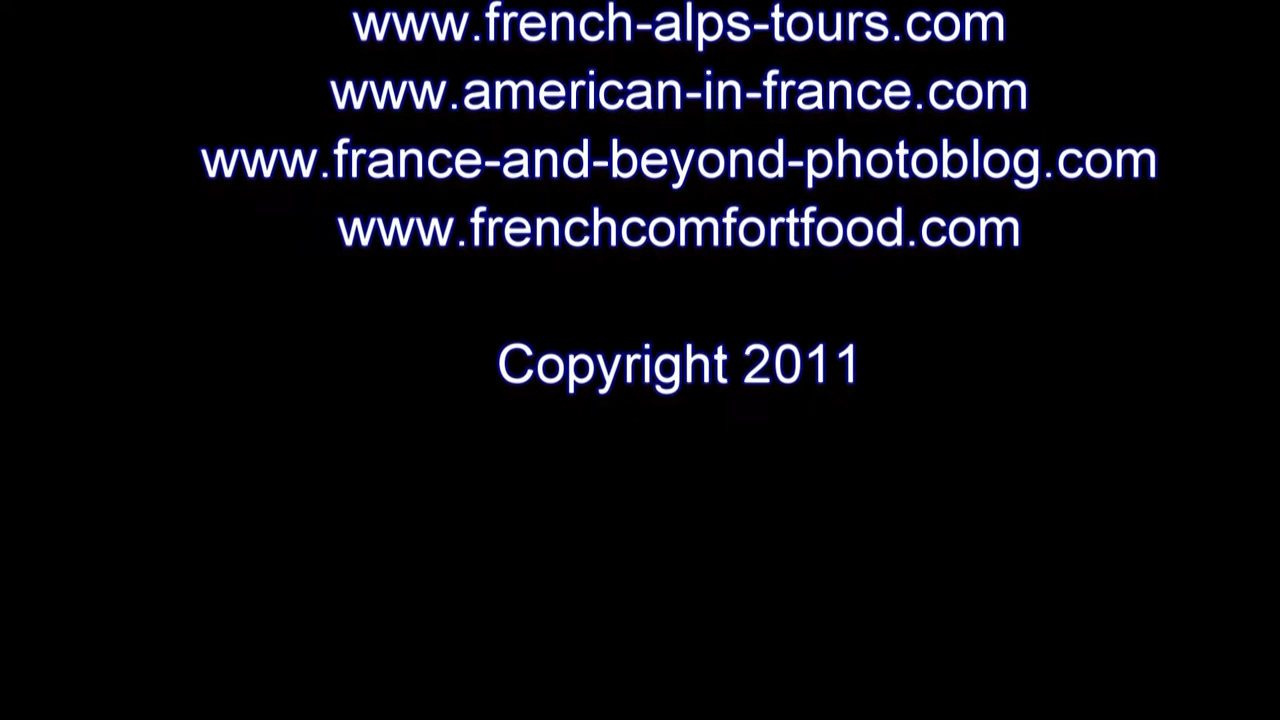 www.french-alps-tours.com
www.american-in-france.com
www.france-and-beyond-photoblog.com
www.frenchcomfortfood.com
Copyright 2011